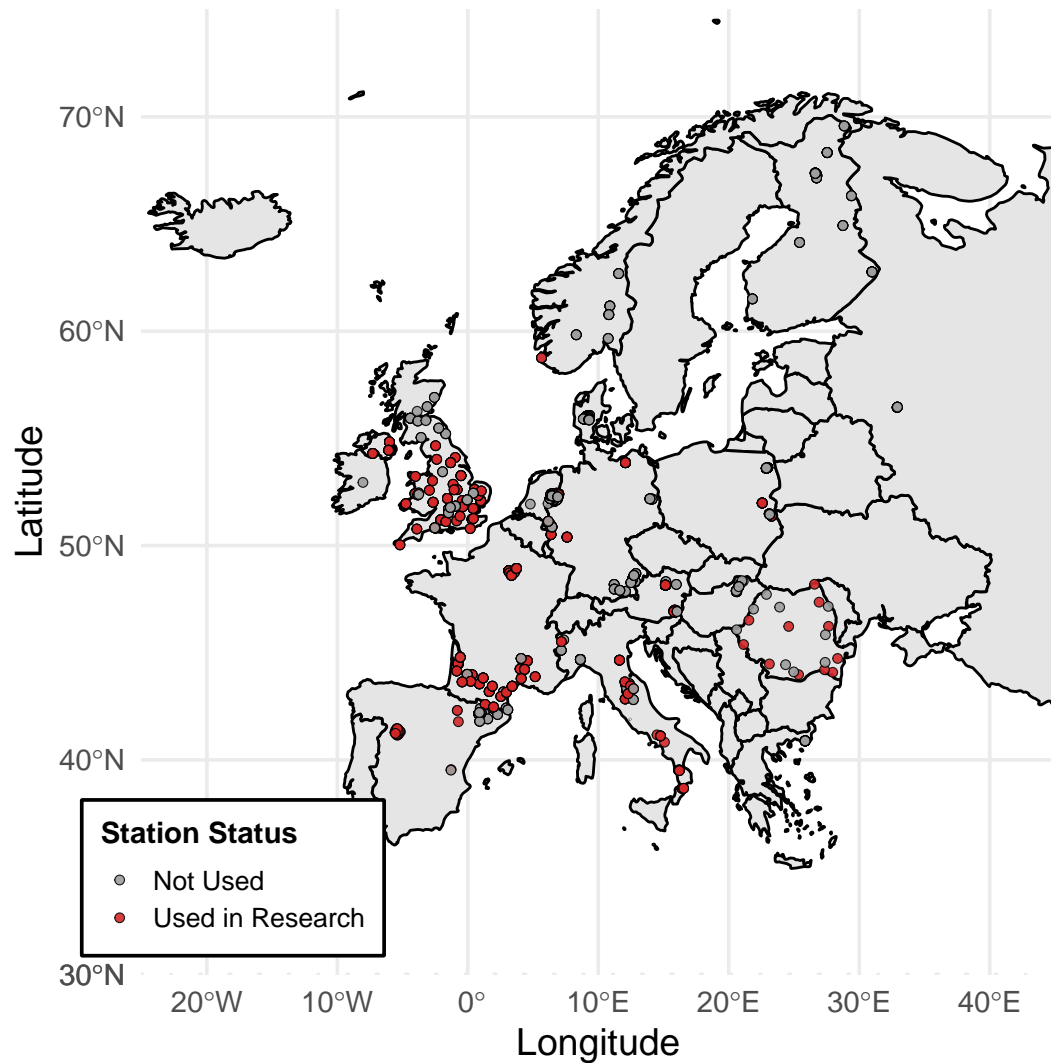 70°N
60°N
50°N
40°N
30°N
Latitude
Station Status
Not Used
Used in Research
20°W 10°W 0° 10°E 20°E 30°E 40°E
Longitude